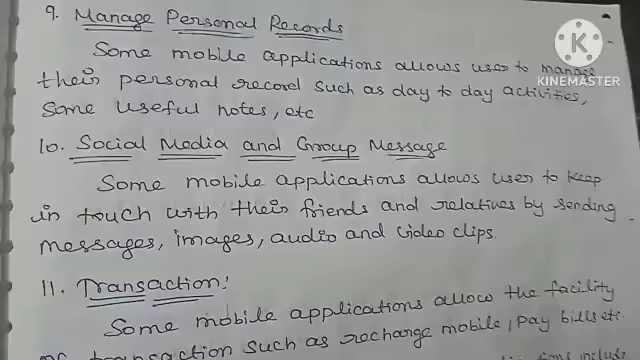 9. Manage Personal Records
Some mobile applications allows user to manage
their personal record such as day to day activities,
Some useful notes, etc
K
KINEMASTER
10. Social Media and Group Message
Some mobile applications allows user to keep
in touch with their friends and relatives by sending
messages, images, audio and video clips.
11. Transaction:
Some mobile applications allow the facility
of transaction such as recharge mobile, pay bills etc.
include